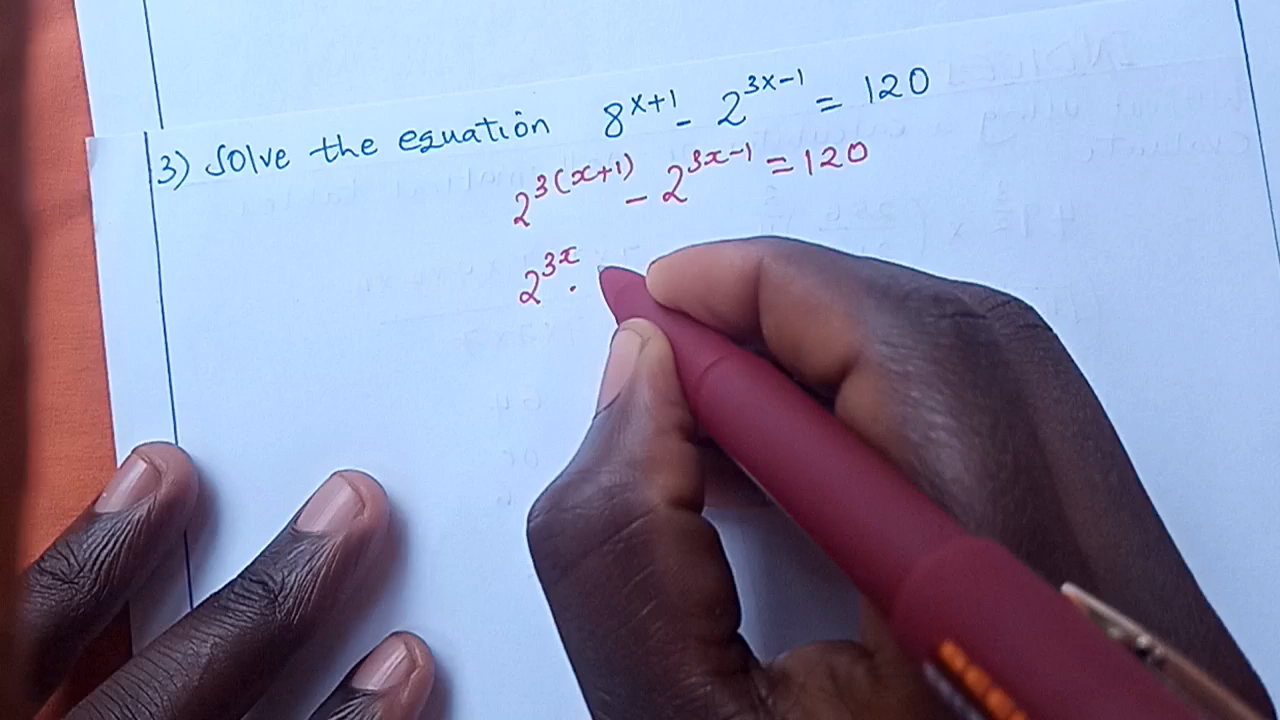 3) Solve the equation 8^{x+1} - 2^{3x-1} = 120
2^{3(x+1)} - 2^{3x-1} = 120
2^{3x} .